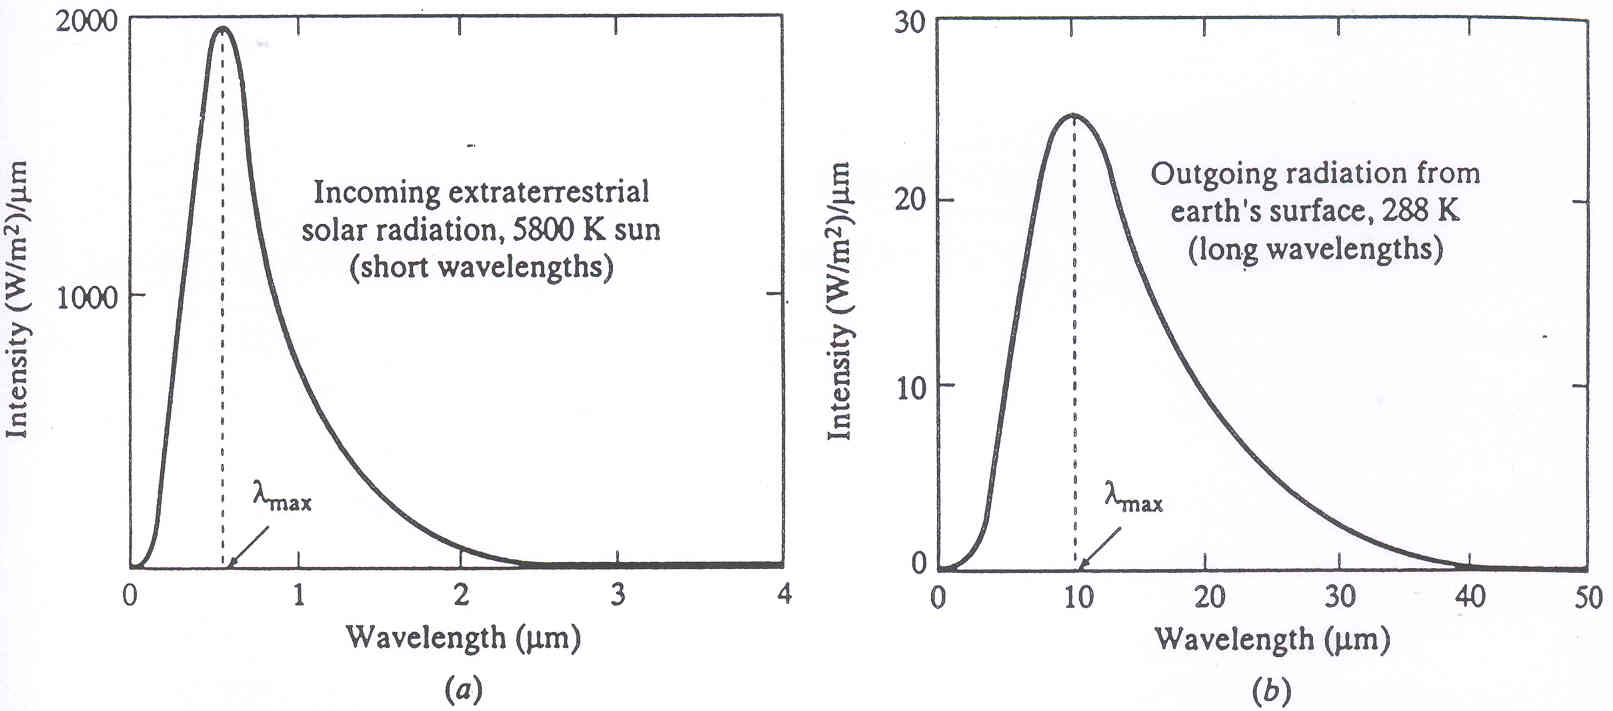 2000
1000
Intensity (W/m²)/μm
Incoming extraterrestrial
solar radiation, 5800 K sun
(short wavelengths)
λmax
0 1 2 3 4
Wavelength (μm)
(a)
30
20
10
0
Intensity (W/m²)/μm
Outgoing radiation from
earth's surface, 288 K
(long wavelengths)
λmax
0 10 20 30 40 50
Wavelength (μm)
(b)